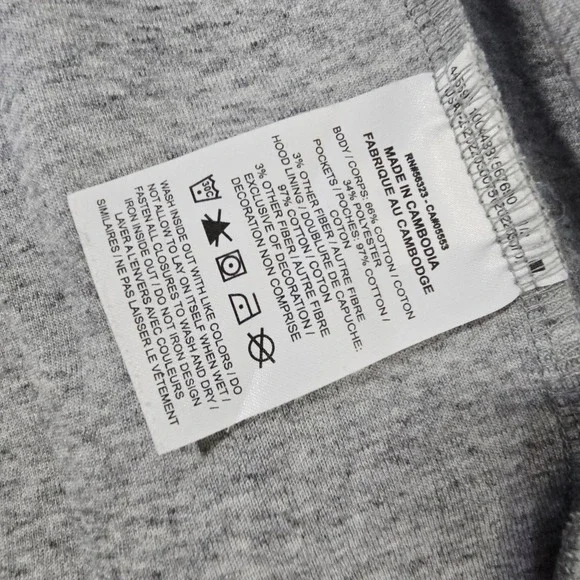 RN#56323 - CA#05553
MADE IN CAMBODIA
FABRIQUE AU CAMBODGE
BODY / CORPS: 66% COTTON / COTON
34% POLYESTER
POCKETS / POCHES: 97% COTTON /
COTON
3% OTHER FIBER / AUTRE FIBRE
HOOD LINING / DOUBLURE DE CAPUCHE:
97% COTTON / COTON
3% OTHER FIBER / AUTRE FIBRE
EXCLUSIVE OF DECORATION /
DECORATION NON COMPRISE
30C
WASH INSIDE OUT WITH LIKE COLORS / DO
NOT ALLOW TO LAY ON ITSELF WHEN WET /
FASTEN ALL CLOSURES TO WASH AND DRY /
IRON INSIDE OUT / DO NOT IRON DESIGN
LAVER À L'ENVERS AVEC COULEURS
SIMILAIRES / NE PAS LAISSER LE VÊTEMENT